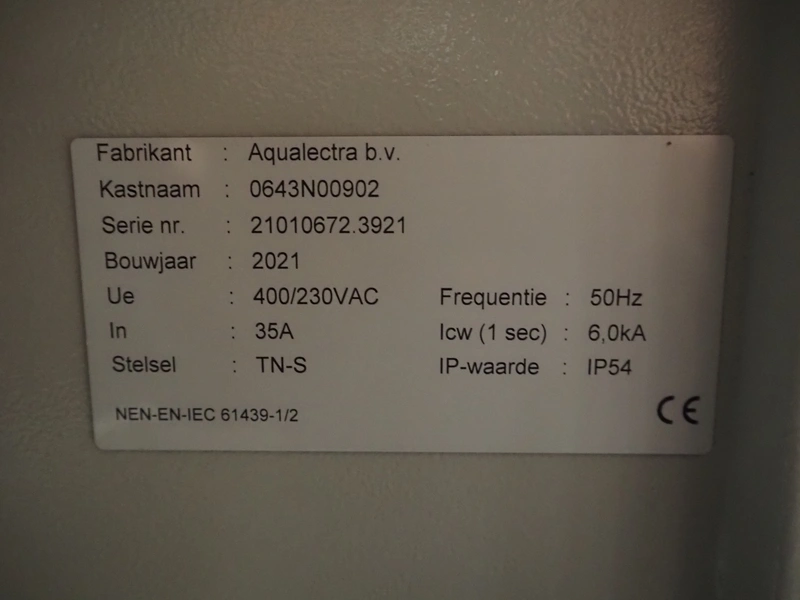 Fabrikant : Aqualectra b.v.
Kastnaam : 0643N00902
Serie nr. : 21010672.3921
Bouwjaar : 2021
Ue : 400/230VAC Frequentie : 50Hz
In : 35A Icw (1 sec) : 6,0kA
Stelsel : TN-S IP-waarde : IP54
NEN-EN-IEC 61439-1/2 CE